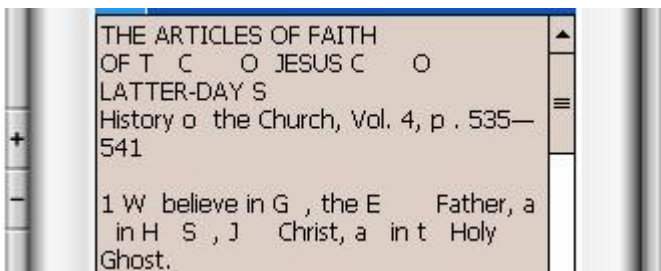 THE ARTICLES OF FAITH
OF T C O JESUS C O
LATTER-DAY S
History o the Church, Vol. 4, p . 535—
541
1 W believe in G , the E Father, a
in H S , J Christ, a in t Holy
Ghost.
+
-